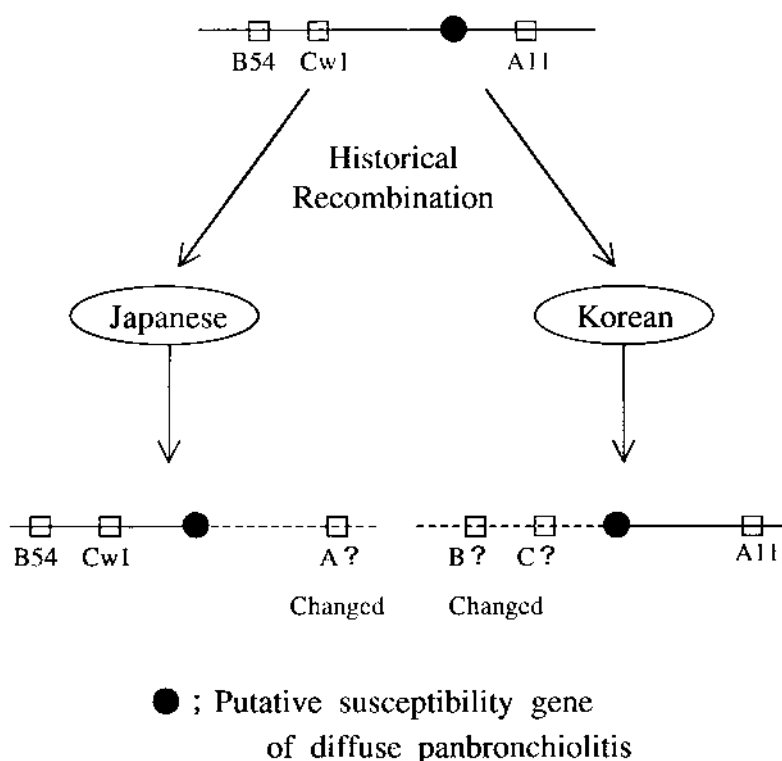 B54 Cw1 A11
Historical
Recombination
Japanese Korean
B54 Cw1 A? B? C? A11
Changed Changed
; Putative susceptibility gene
of diffuse panbronchiolitis